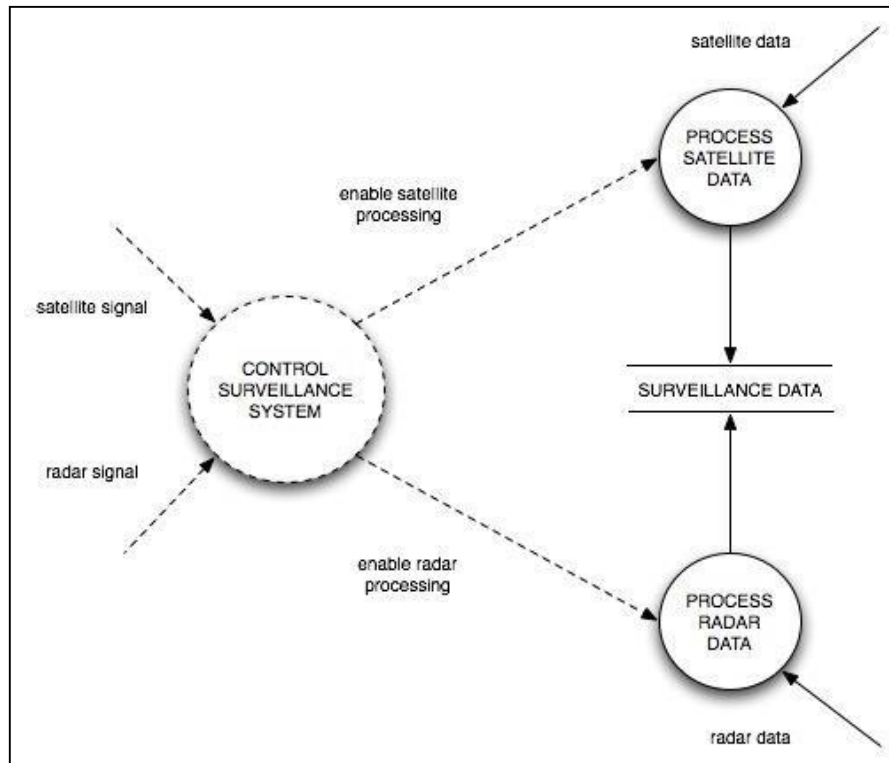 satellite data
PROCESS
SATELLITE
DATA
enable satellite
processing
satellite signal
CONTROL
SURVEILLANCE
SYSTEM
SURVEILLANCE DATA
radar signal
enable radar
processing
PROCESS
RADAR
DATA
radar data